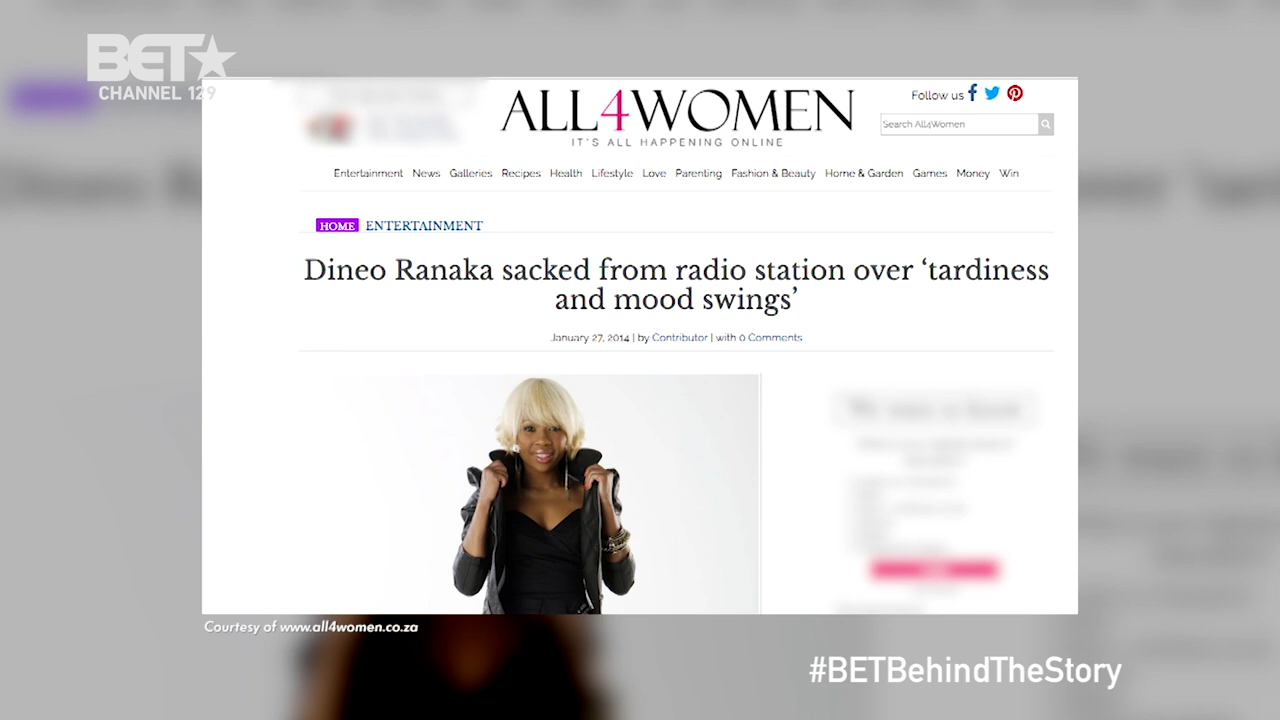 BET
CHANNEL 129
ALL4WOMEN
IT'S ALL HAPPENING ONLINE
Follow us
Search All4Women
Entertainment News Galleries Recipes Health Lifestyle Love Parenting Fashion & Beauty Home & Garden Games Money Win
HOME ENTERTAINMENT
Dineo Ranaka sacked from radio station over ‘tardiness
and mood swings’
January 27, 2014 | by Contributor | with 0 Comments
Courtesy of www.all4women.co.za
#BETBehindTheStory